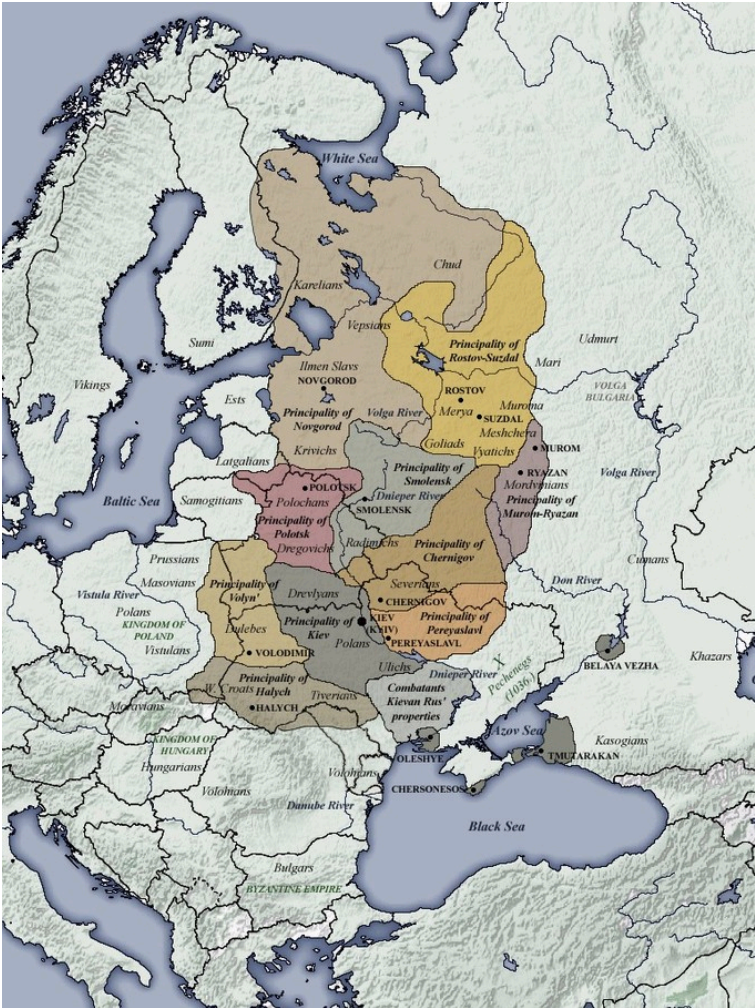 White Sea
Chud
Karelians
Vepsians
Sumi
Principality of
Rostov-Suzdal
Udmurt
Mari
Ilmen Slavs
NOVGOROD
Vikings
ROSTOV
VOLGA
BULGARIA
Ests
Principality of
Novgorod
Volga River
Merya
Muroma
SUZDAL
Meshchera
Goliads
Vyatichs
Krivichs
MUROM
Latgalians
Principality of
Smolensk
RYAZAN
Volga River
Mordvinians
POLOTSK
Baltic Sea
Samogitians
Polochans
Dnieper River
SMOLENSK
Principality of
Murom-Ryazan
Principality of
Polotsk
Radimichs
Principality of
Chernigov
Dregovichs
Prussians
Cumans
Masovians
Principality of
Volyn'
Severians
Don River
Vistula River
Drevlyans
CHERNIGOV
Polans
KINGDOM OF
POLAND
Principality of
Kiev
KIEV
(KYIV)
Principality of
Pereyaslavl
Dulebes
Polans
PEREYASLAVL
Vistulans
VOLODIMIR
BELAYA VEZHA
Khazars
Ulichs
Dnieper River
X
Pechenegs
(1036.)
W. Croats
Principality of
Halych
Tiverians
Combatants
Kievan Rus'
properties
Moravians
HALYCH
KINGDOM OF
HUNGARY
Azov Sea
Kasogians
OLESHYE
TMUTARAKAN
Hungarians
Volohms
Volohms
CHERSONESOS
Danube River
Black Sea
Bulgars
BYZANTINE EMPIRE